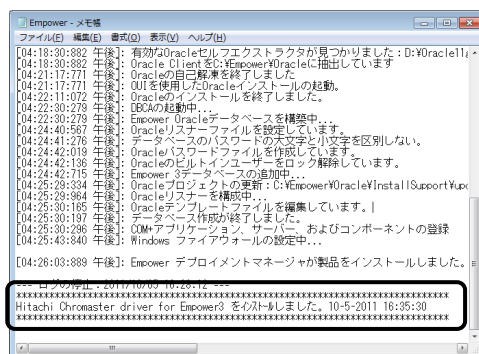 Empower - メモ帳
ファイル(F) 編集(E) 書式(O) 表示(V) ヘルプ(H)
[04:18:30:882 午後]: 有効なOracleセルフエクストラクタが見つかりました:D:¥Oracle11g
[04:18:30:882 午後]: Oracle ClientをC:¥Empower¥Oracleに抽出しています
[04:21:17:771 午後]: Oracleの自己解凍を終了しました
[04:21:17:771 午後]: OUIを使用したOracleインストールの起動。
[04:22:11:072 午後]: Oracleのインストールを終了しました。
[04:22:30:279 午後]: DBCAの起動中...
[04:22:30:279 午後]: Empower Oracleデータベースを構築中...
[04:24:40:567 午後]: Oracleリスナーファイルを設定しています。
[04:24:41:276 午後]: データベースのパスワードの大文字と小文字を区別しない。
[04:24:42:019 午後]: Oracleパスワードファイルを作成しています。
[04:24:42:136 午後]: Oracleのビルトインユーザーをロック解除しています。
[04:24:42:715 午後]: Empower 3データベースの追加中...
[04:25:29:334 午後]: Oracleプロジェクトの更新:C:¥Empower¥Oracle¥InstallSupport¥upg
[04:25:29:964 午後]: Oracleリスナーを構成中...
[04:25:30:165 午後]: Oracleテンプレートファイルを編集しています。
[04:25:30:197 午後]: データベース作成が終了しました。
[04:25:30:296 午後]: COM+アプリケーション、サーバー、およびコンポーネントの登録
[04:25:43:840 午後]: Windows ファイアウォールの設定中...
[04:26:03:889 午後]: Empower デプロイメントマネージャが製品をインストールしました。
--- ログの停止: 2011/10/05 16:28:12 ---
******************************************************************************
Hitachi Chromaster driver for Empower3 をインストールしました。10-5-2011 16:35:30
******************************************************************************